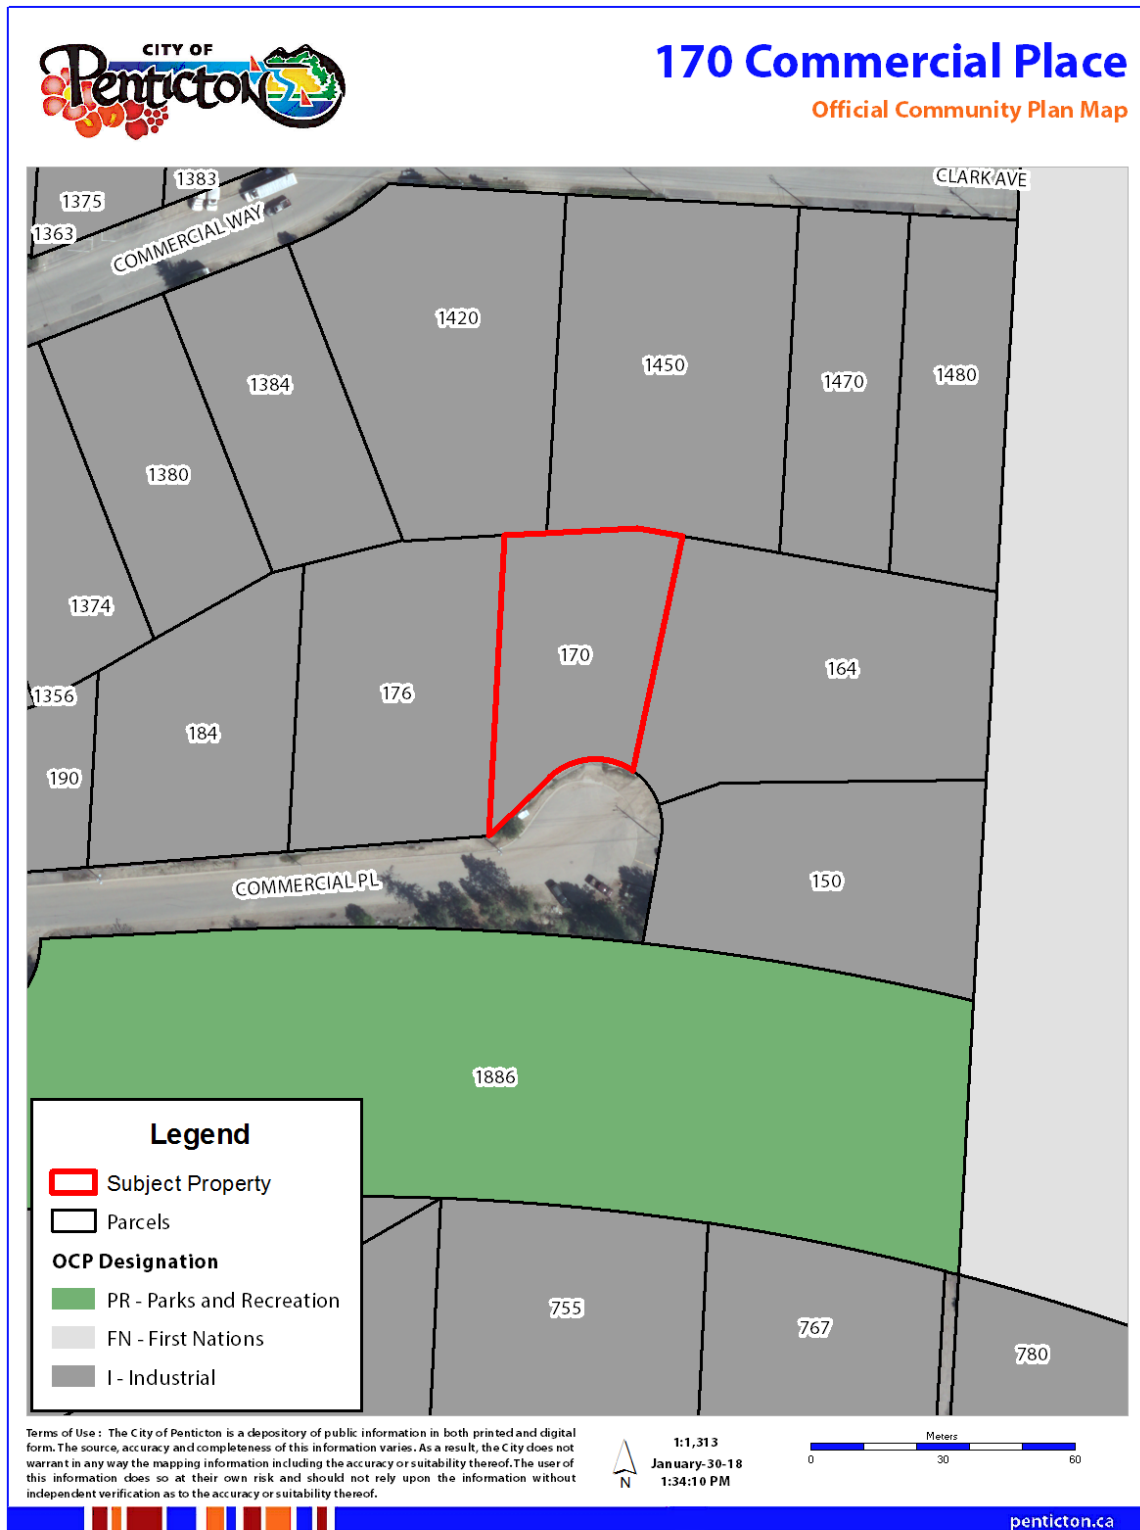 CITY OF
Penticton
170 Commercial Place
Official Community Plan Map
1383
CLARK AVE
1375
1363
COMMERCIAL WAY
1420
1450
1470
1480
1384
1380
1374
170
164
1356
176
184
190
150
COMMERCIAL PL
1886
Legend
Subject Property
Parcels
OCP Designation
PR - Parks and Recreation
FN - First Nations
I - Industrial
755
767
780
Terms of Use : The City of Penticton is a depository of public information in both printed and digital
form. The source, accuracy and completeness of this information varies. As a result, the City does not
warrant in any way the mapping information including the accuracy or suitability thereof. The user of
this information does so at their own risk and should not rely upon the information without
independent verification as to the accuracy or suitability thereof.
N
1:1,313
January-30-18
1:34:10 PM
Meters
0 30 60
penticton.ca